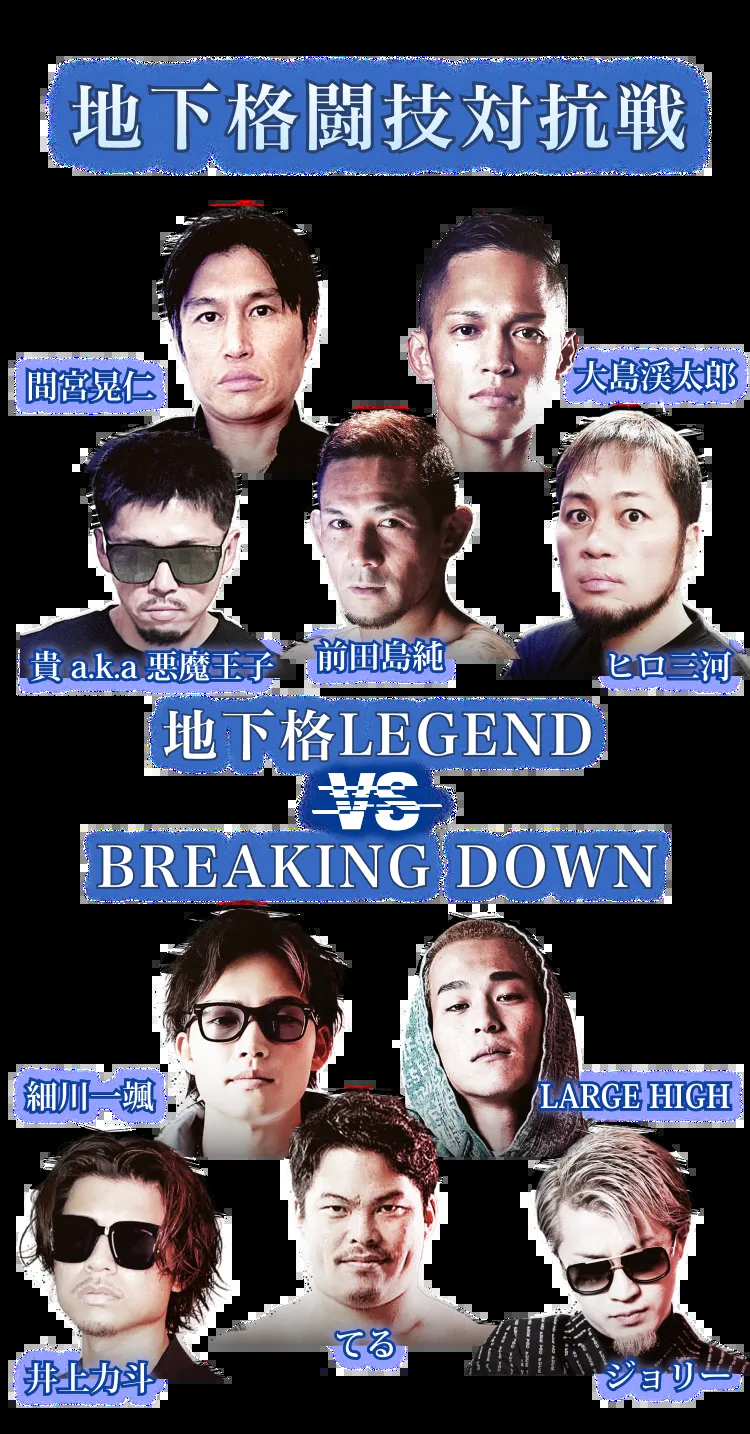 地下格闘技対抗戦
間宮晃仁
大島渓太郎
貴 a.k.a 悪魔王子
前田島純
ヒロ三河
地下格LEGEND
VS
BREAKING DOWN
細川一颯
LARGE HIGH
井上力斗
てる
ジョリー